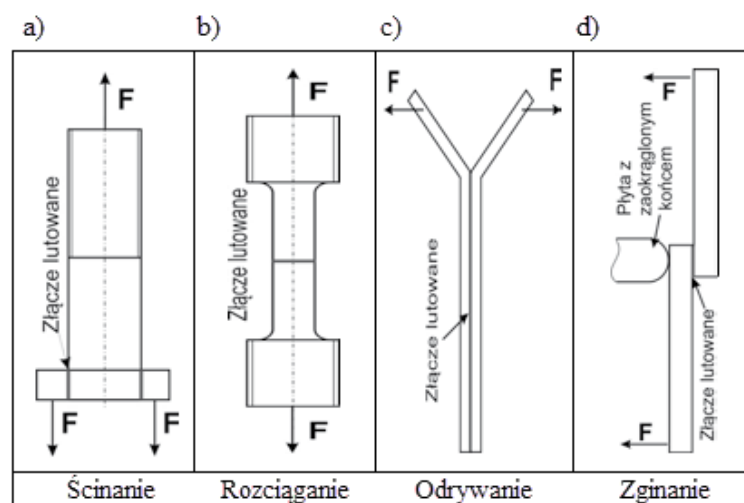 a)
b)
c)
d)
F
Złącze lutowane
F
F
Ścinanie
F
Złącze lutowane
F
Rozciąganie
F
F
Złącze lutowane
Odrywanie
F
Płyta z
zaokrąglonym
końcem
F
Złącze lutowane
Zginanie